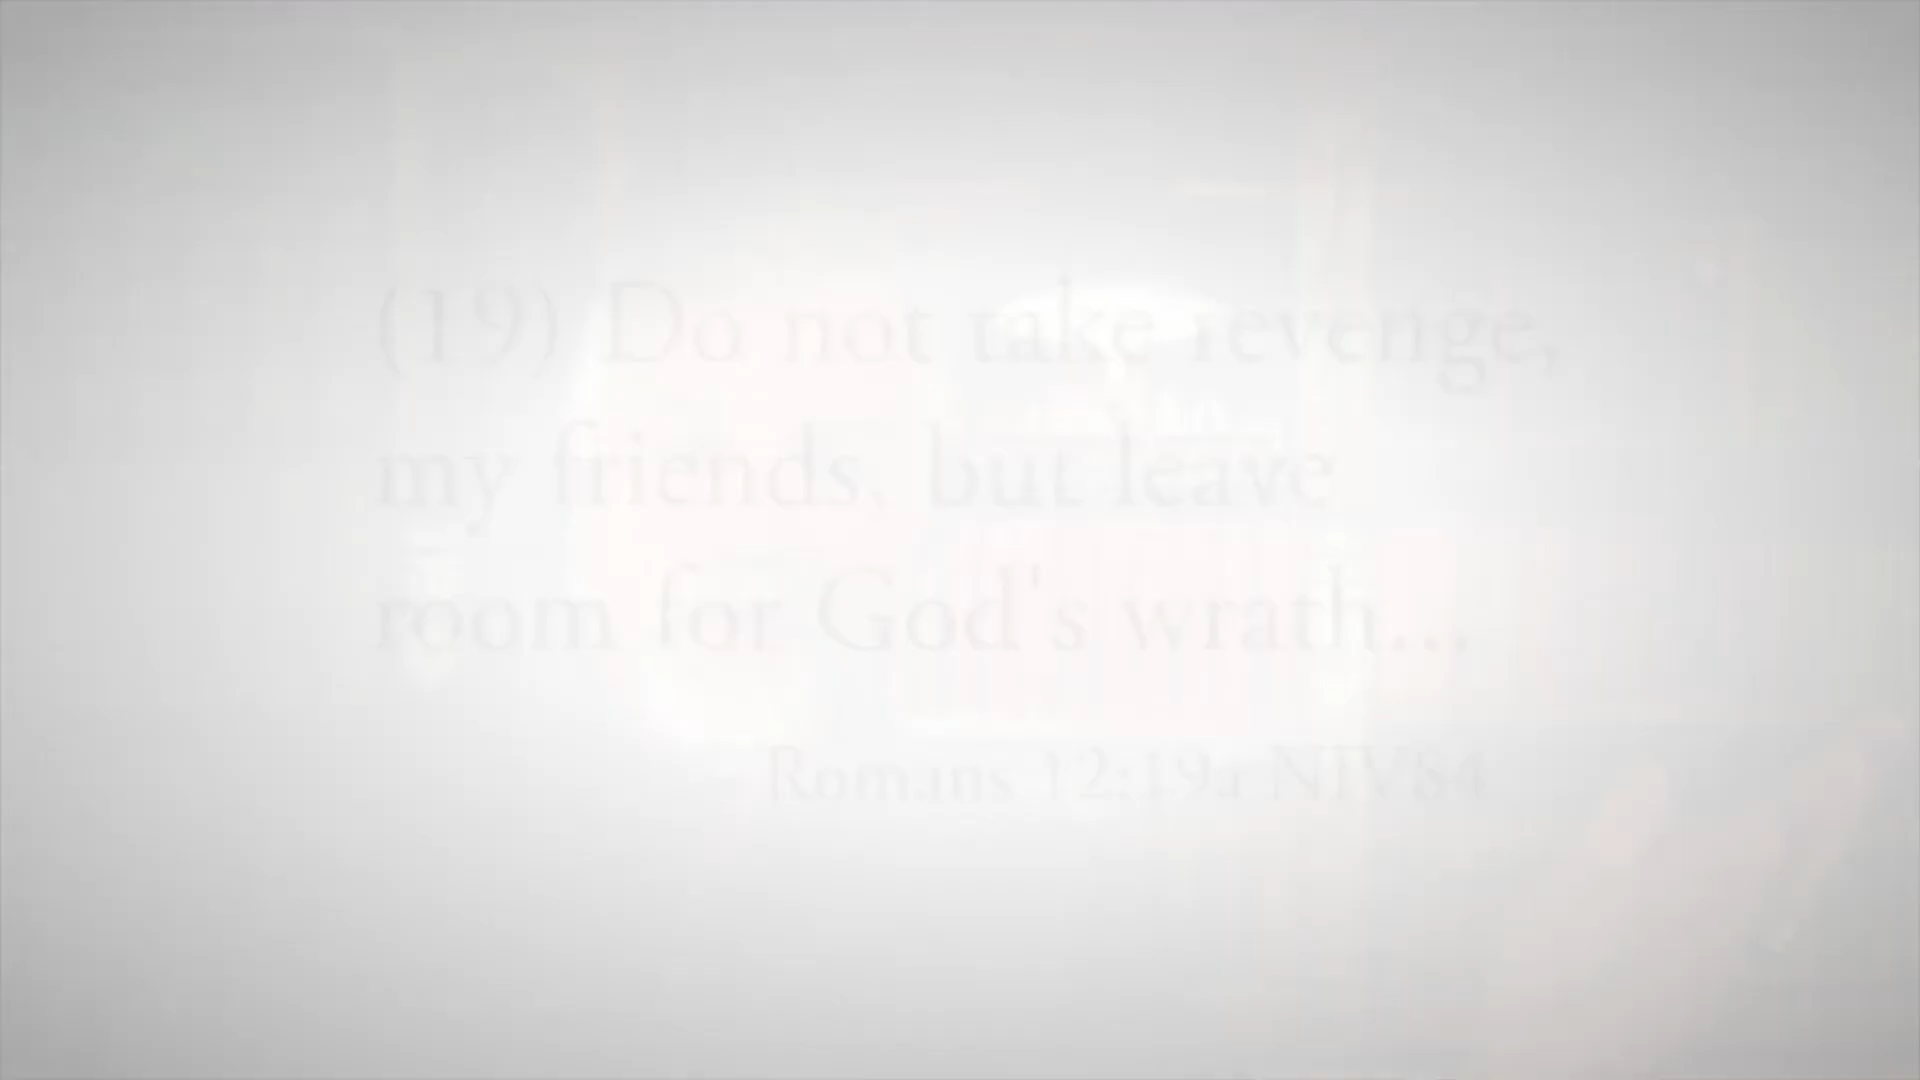 (19) Do not take revenge,
my friends, but leave
room for God's wrath...
Romans 12:19a NIV84